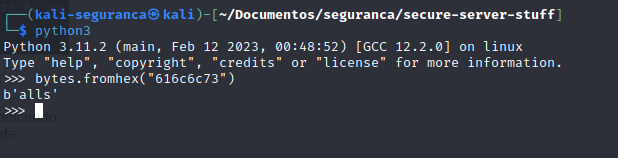 ┌──(kali-seguranca㉿kali)-[~/Documentos/seguranca/secure-server-stuff]
└─$ python3
Python 3.11.2 (main, Feb 12 2023, 00:48:52) [GCC 12.2.0] on linux
Type "help", "copyright", "credits" or "license" for more information.
>>> bytes.fromhex("616c6c73")
b'alls'
>>>
de